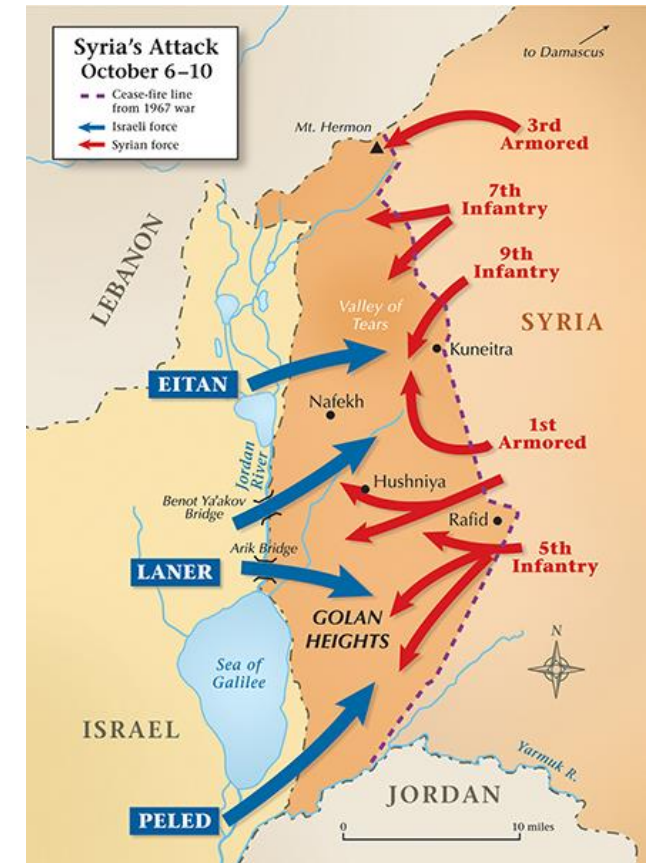 Syria's Attack
October 6–10
Cease-fire line
from 1967 war
Israeli force
Syrian force
to Damascus
Mt. Hermon
3rd
Armored
7th
Infantry
9th
Infantry
LEBANON
Valley of
Tears
SYRIA
Kuneitra
EITAN
Nafekh
1st
Armored
Jordan
River
Hushniya
Benot Ya'akov
Bridge
Rafid
Arik Bridge
5th
Infantry
LANER
GOLAN
HEIGHTS
N
Sea of
Galilee
ISRAEL
Yarmuk R.
JORDAN
PELED
0
10 miles